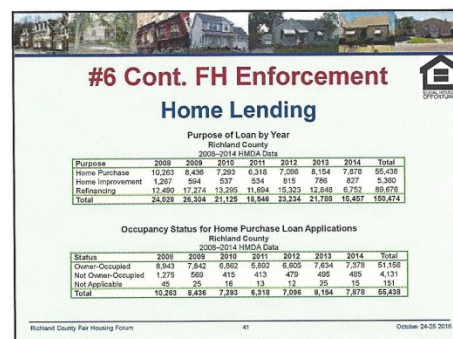 #6 Cont. FH Enforcement
EQUAL HOUSING
OPPORTUNITY
Home Lending
Purpose of Loan by Year
Richland County
2008–2014 HMDA Data
Purpose 2008 2009 2010 2011 2012 2013 2014 Total
Home Purchase 10,263 8,436 7,293 6,318 7,096 8,154 7,878 55,438
Home Improvement 1,267 594 537 534 815 786 827 5,360
Refinancing 12,490 17,274 13,295 11,694 15,323 12,848 6,752 89,676
Total 24,020 26,304 21,125 18,546 23,234 21,788 15,457 150,474
Occupancy Status for Home Purchase Loan Applications
Richland County
2008–2014 HMDA Data
Status 2008 2009 2010 2011 2012 2013 2014 Total
Owner-Occupied 8,943 7,842 6,862 5,892 6,605 7,634 7,378 51,156
Not Owner-Occupied 1,275 569 415 413 479 495 485 4,131
Not Applicable 45 25 16 13 12 25 15 151
Total 10,263 8,436 7,293 6,318 7,096 8,154 7,878 55,438
Richland County Fair Housing Forum 41 October 24-25 2016